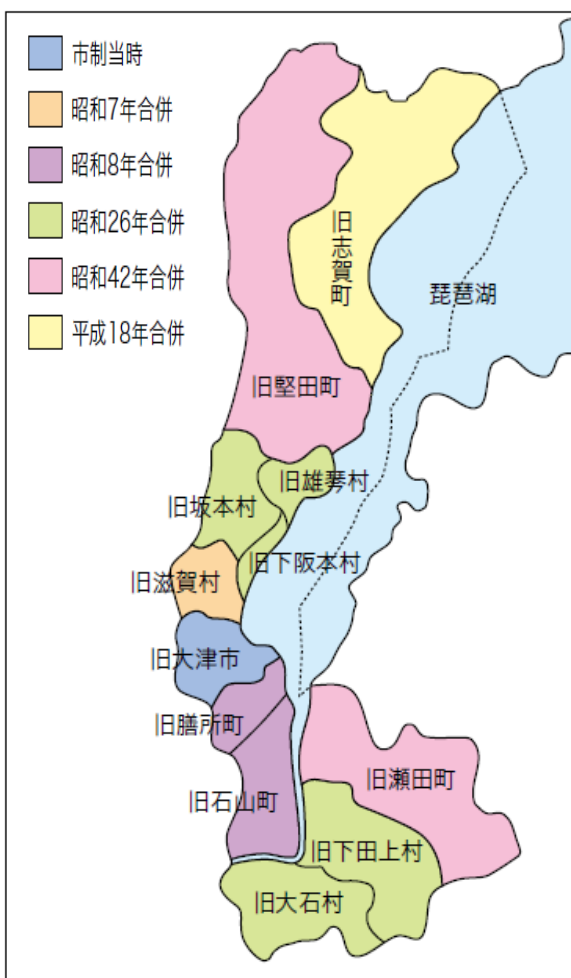 市制当時
昭和7年合併
昭和8年合併
昭和26年合併
昭和42年合併
平成18年合併
旧志賀町
琵琶湖
旧堅田町
旧雄琴村
旧坂本村
旧下阪本村
旧滋賀村
旧大津市
旧膳所町
旧瀬田町
旧石山町
旧下田上村
旧大石村